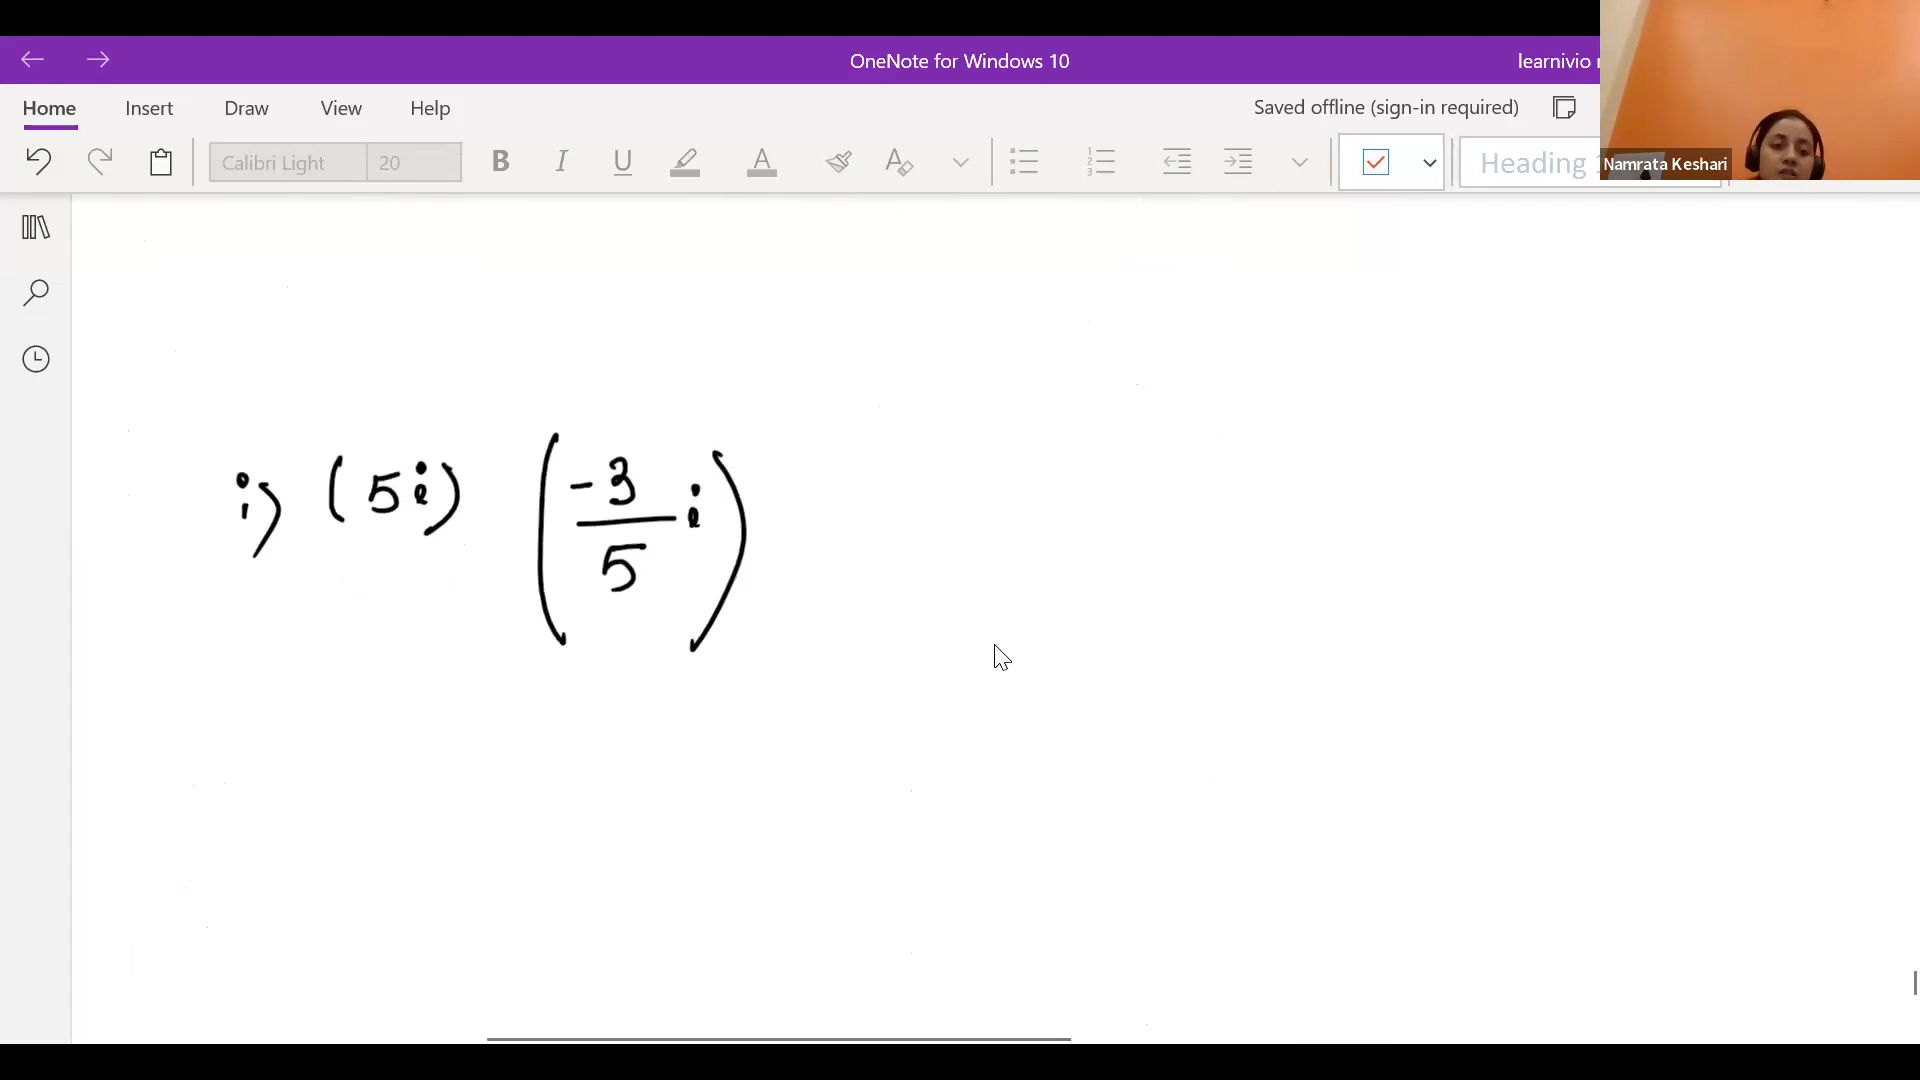 OneNote for Windows 10
learnivio
Home Insert Draw View Help
Saved offline (sign-in required)
Calibri Light 20 B I U A A Heading
Namrata Keshari
i) (5i) (-3/5 i)